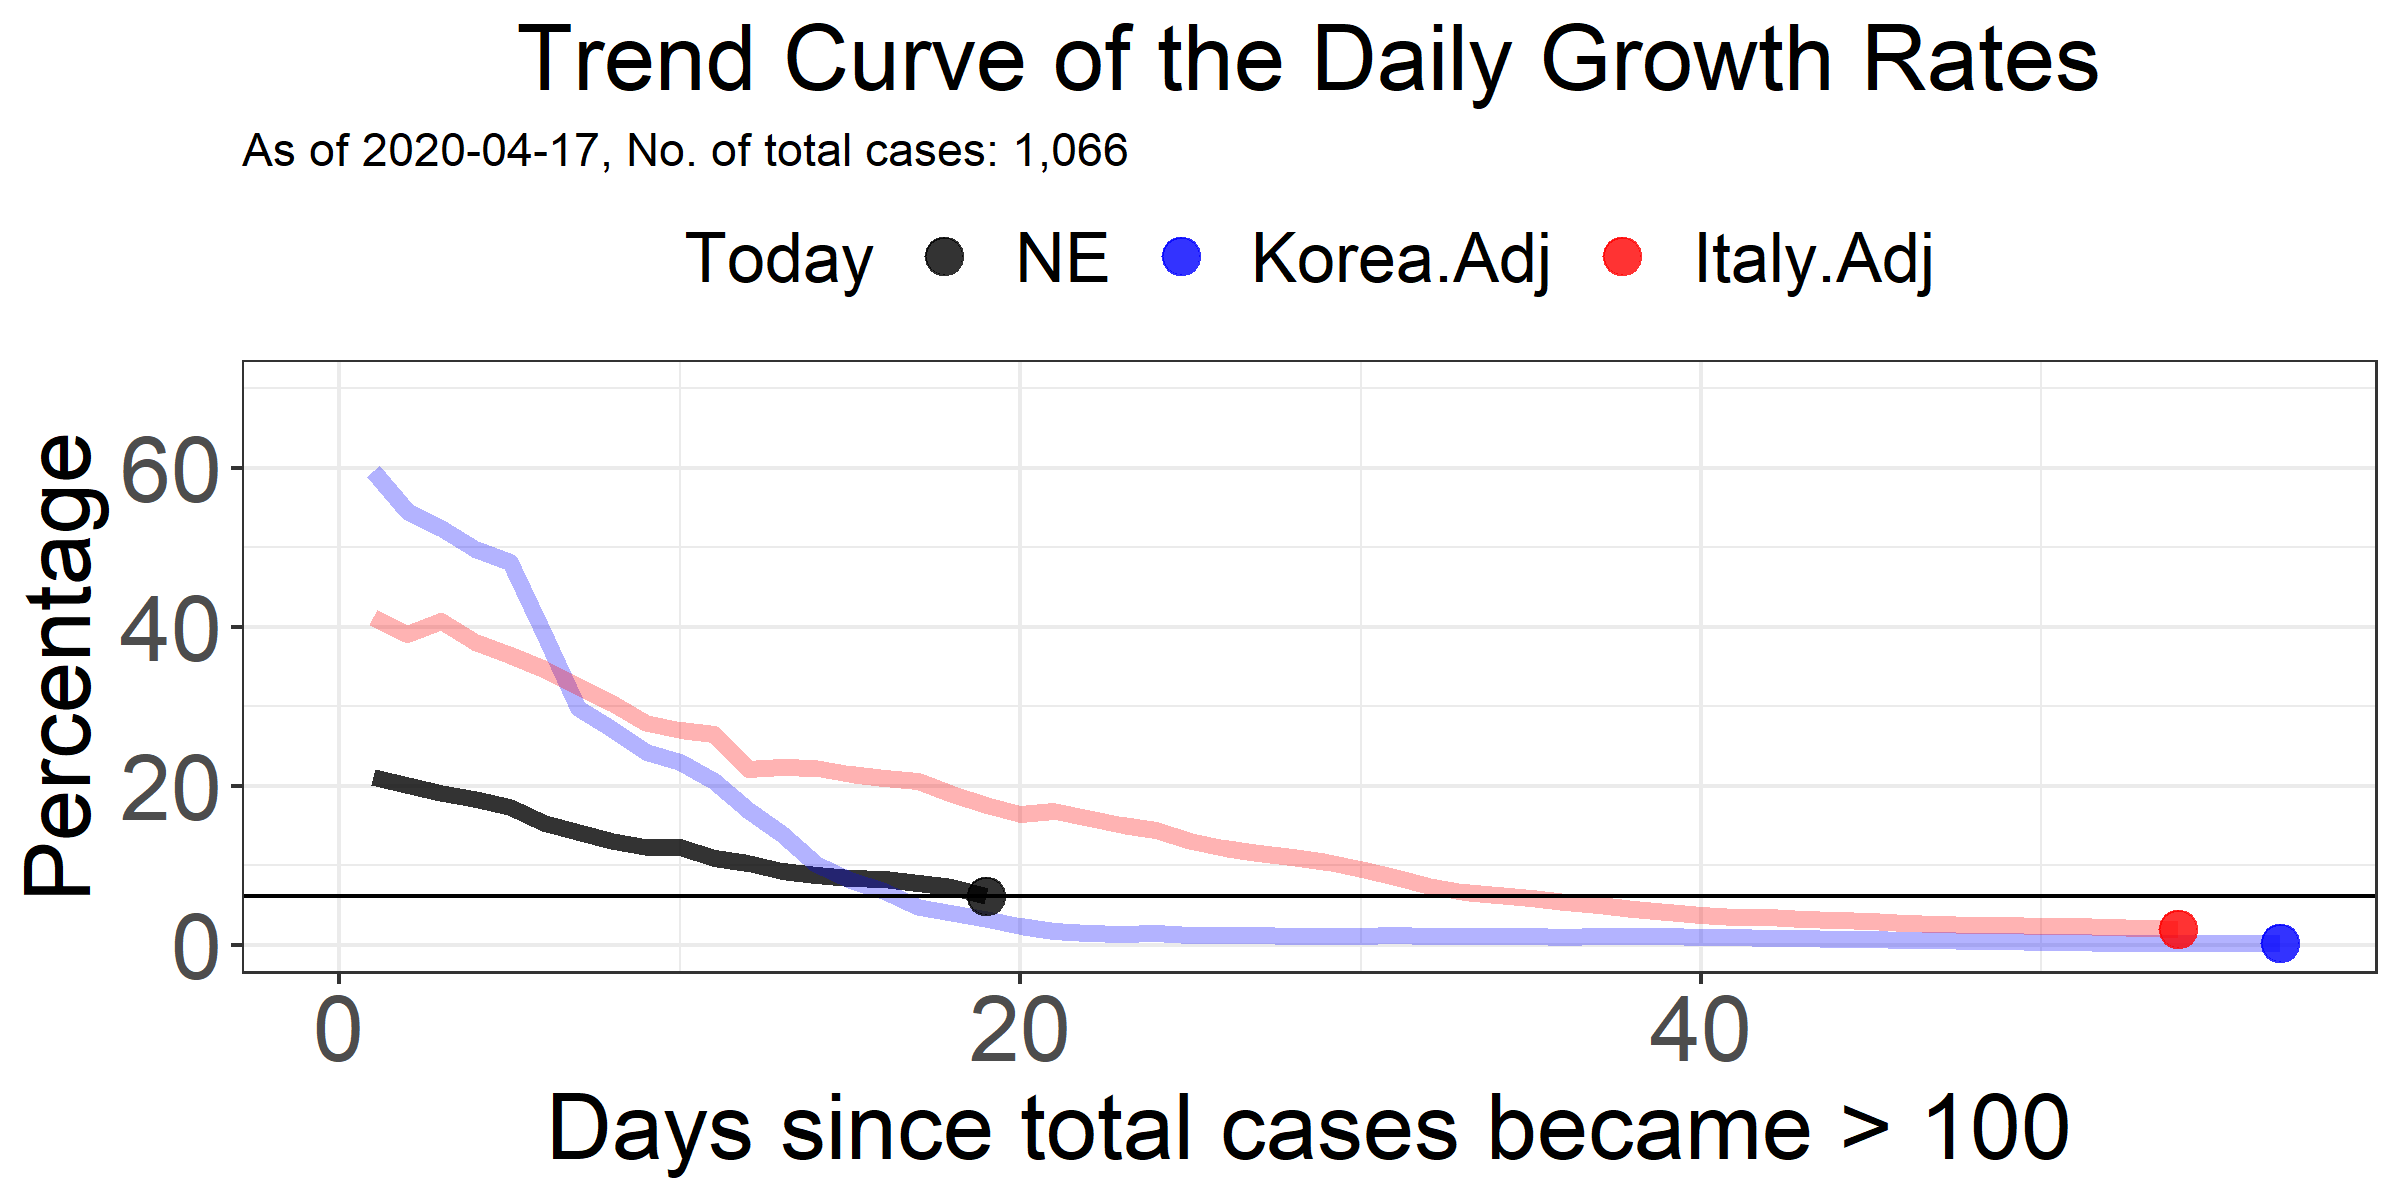 Trend Curve of the Daily Growth Rates
As of 2020-04-17, No. of total cases: 1,066
Today NE Korea.Adj Italy.Adj
Percentage
60
40
20
0
0 20 40
Days since total cases became > 100